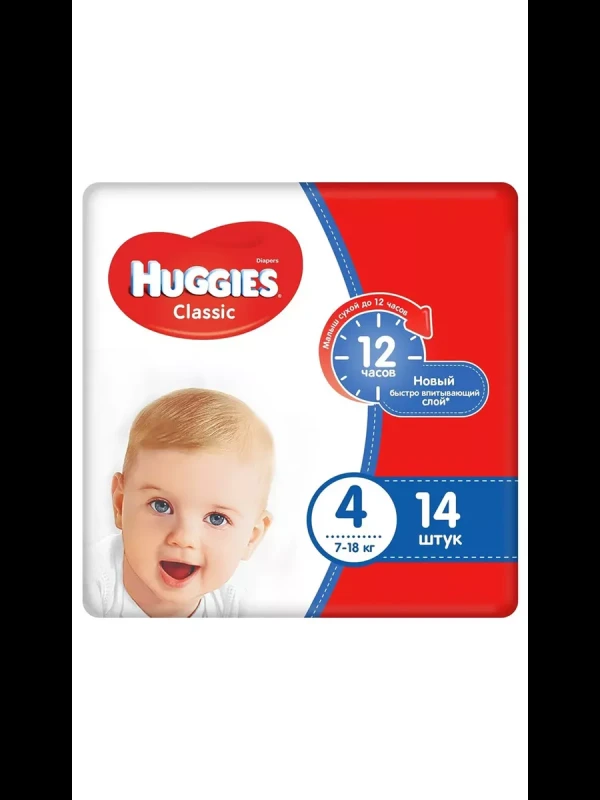 Diapers
HUGGIES®
Classic
Малыш сухой до 12 часов
12
часов
Новый
быстро впитывающий
слой*
4
7-18 кг
14
штук